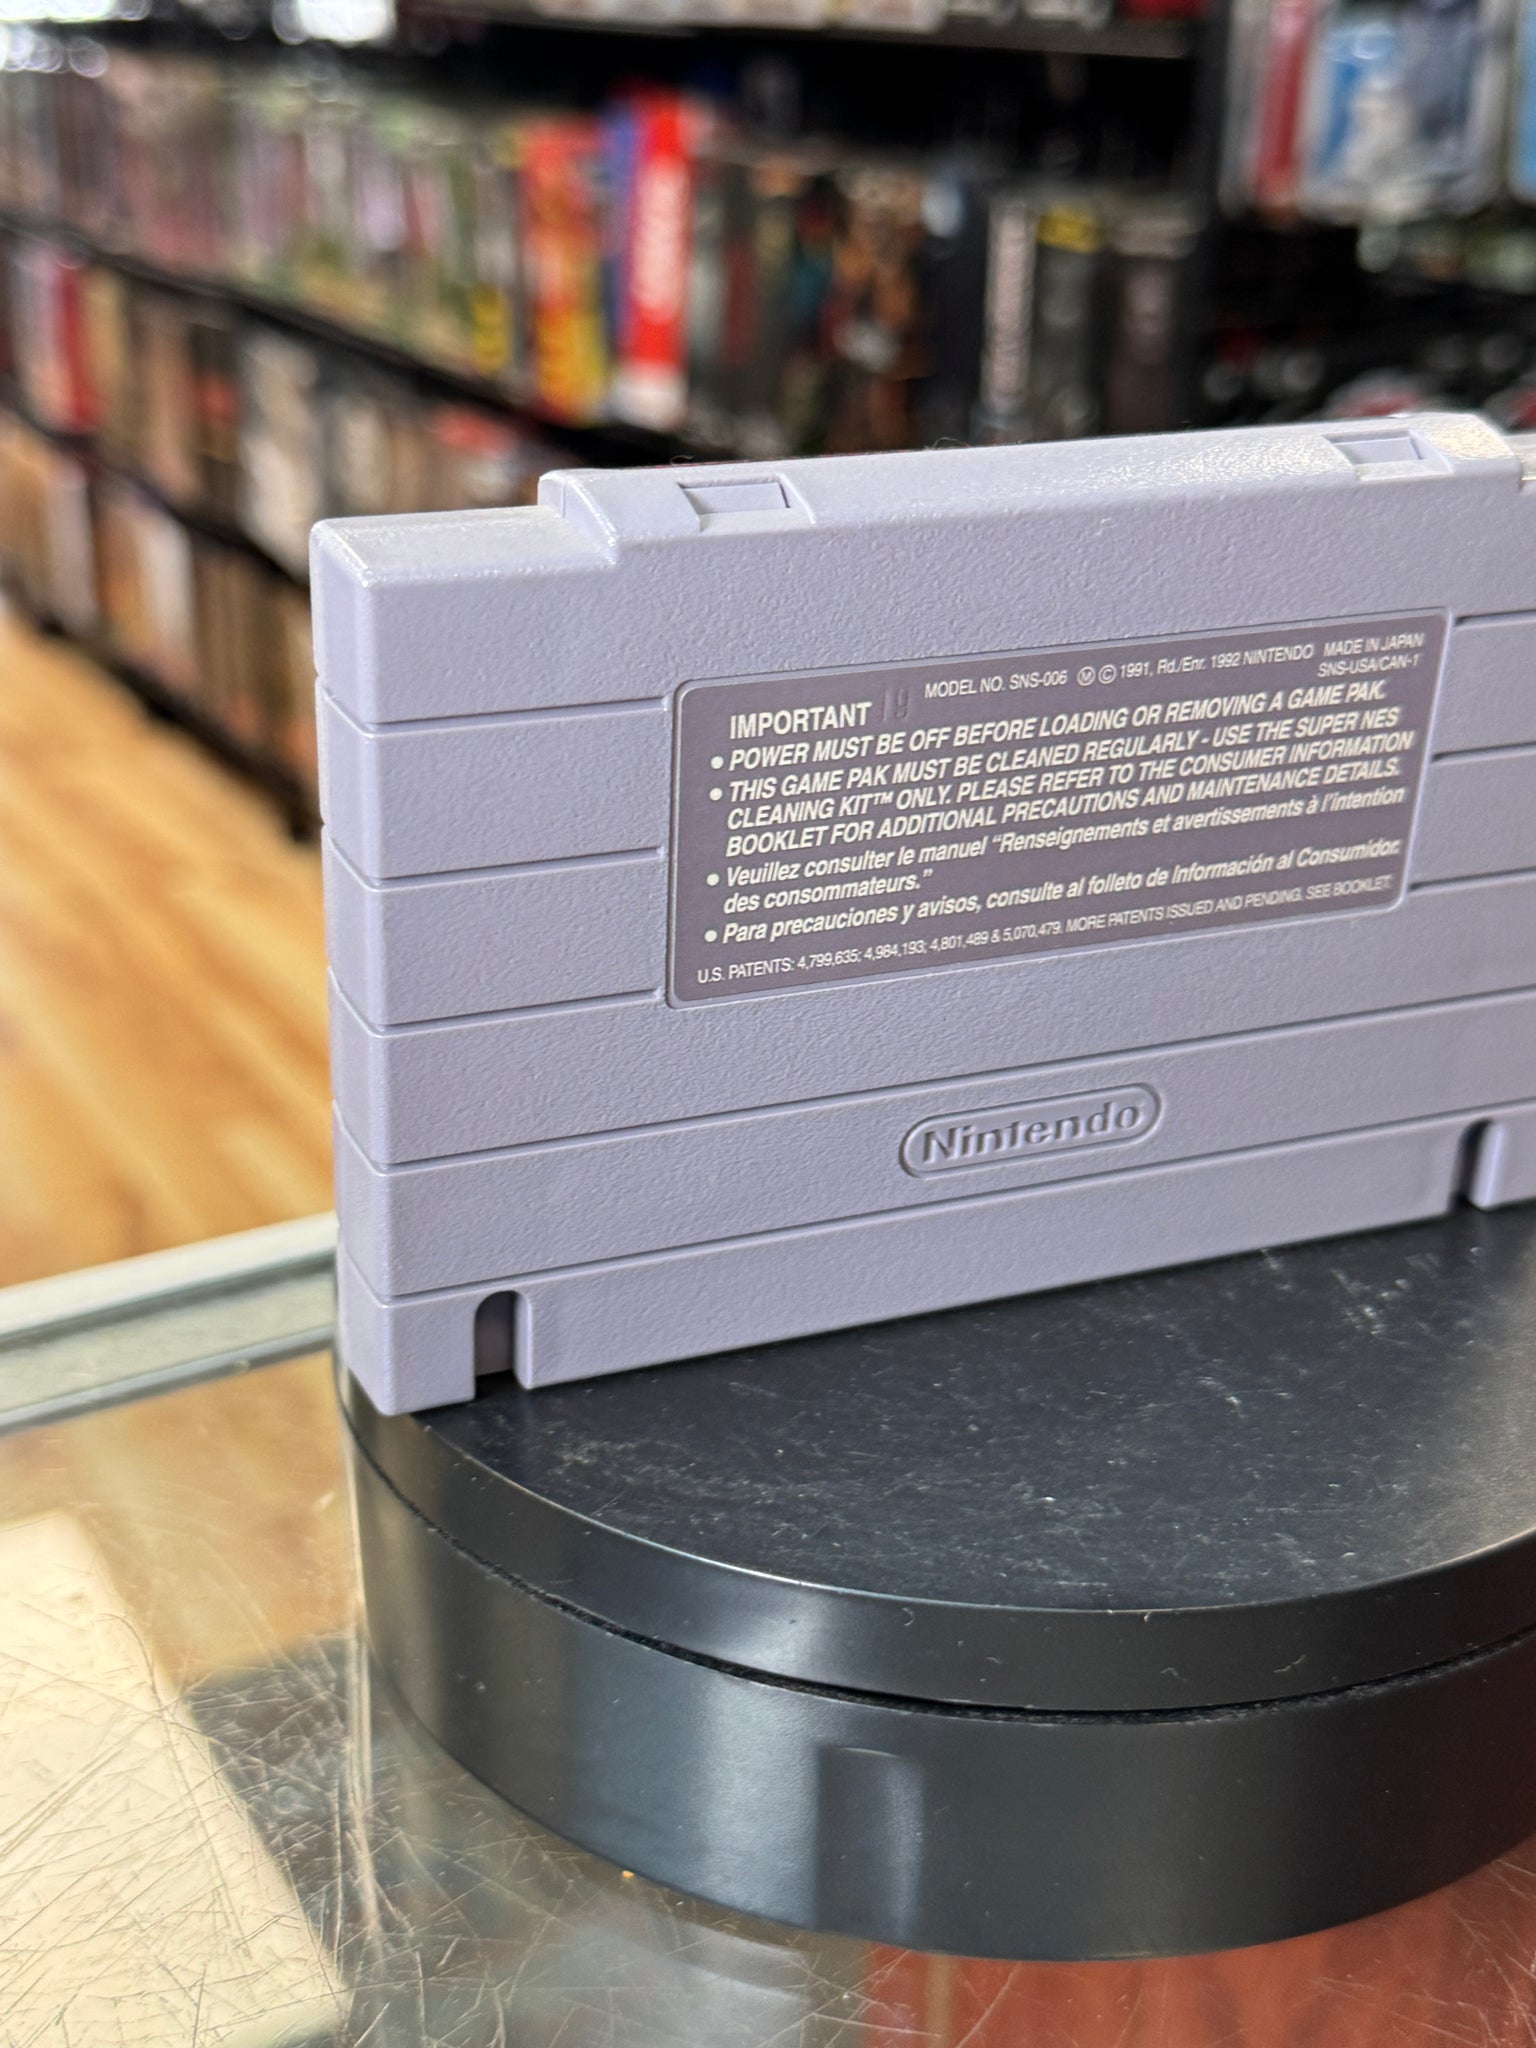 MODEL NO. SNS-006 Ⓜ © 1991, Rd./Enr. 1992 NINTENDO MADE IN JAPAN
SNS-USA/CAN-1
IMPORTANT 19
• POWER MUST BE OFF BEFORE LOADING OR REMOVING A GAME PAK.
• THIS GAME PAK MUST BE CLEANED REGULARLY - USE THE SUPER NES
CLEANING KIT™ ONLY. PLEASE REFER TO THE CONSUMER INFORMATION
BOOKLET FOR ADDITIONAL PRECAUTIONS AND MAINTENANCE DETAILS.
• Veuillez consulter le manuel “Renseignements et avertissements à l'intention
des consommateurs.”
• Para precauciones y avisos, consulte al folleto de Información al Consumidor.
U.S. PATENTS: 4,799,635; 4,984,193; 4,801,489 & 5,070,479. MORE PATENTS ISSUED AND PENDING. SEE BOOKLET.
Nintendo